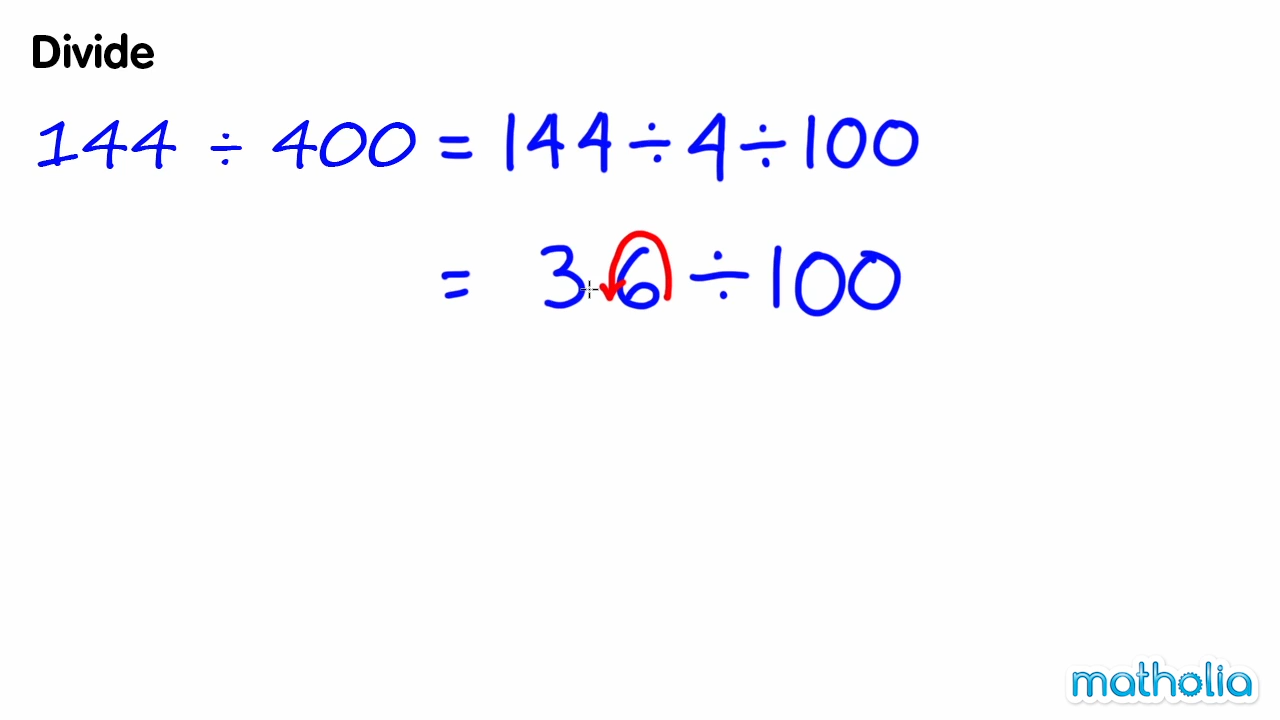 Divide
144 ÷ 400 = 144 ÷ 4 ÷ 100
= 36 ÷ 100
matholia